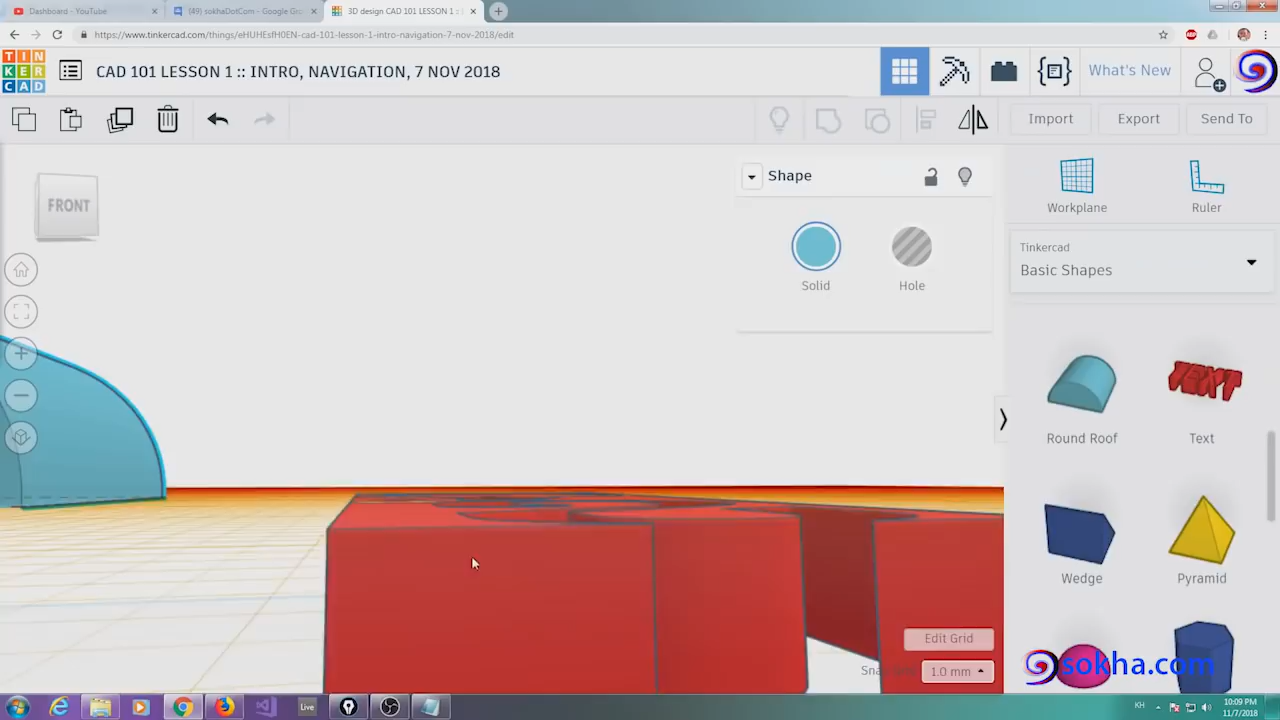 Dashboard - YouTube
(49) sokhaDotCom - Google Gro
3D design CAD 101 LESSON 1 ::
https://www.tinkercad.com/things/eHUHEsfH0EN-cad-101-lesson-1-intro-navigation-7-nov-2018/edit
TIN
KER
CAD
CAD 101 LESSON 1 :: INTRO, NAVIGATION, 7 NOV 2018
What's New
Import
Export
Send To
FRONT
Shape
Solid
Hole
Workplane
Ruler
Tinkercad
Basic Shapes
TEXT
Round Roof
Text
Wedge
Pyramid
Edit Grid
1.0 mm
sokha.com
Live
KH
10:09 PM
11/7/2018